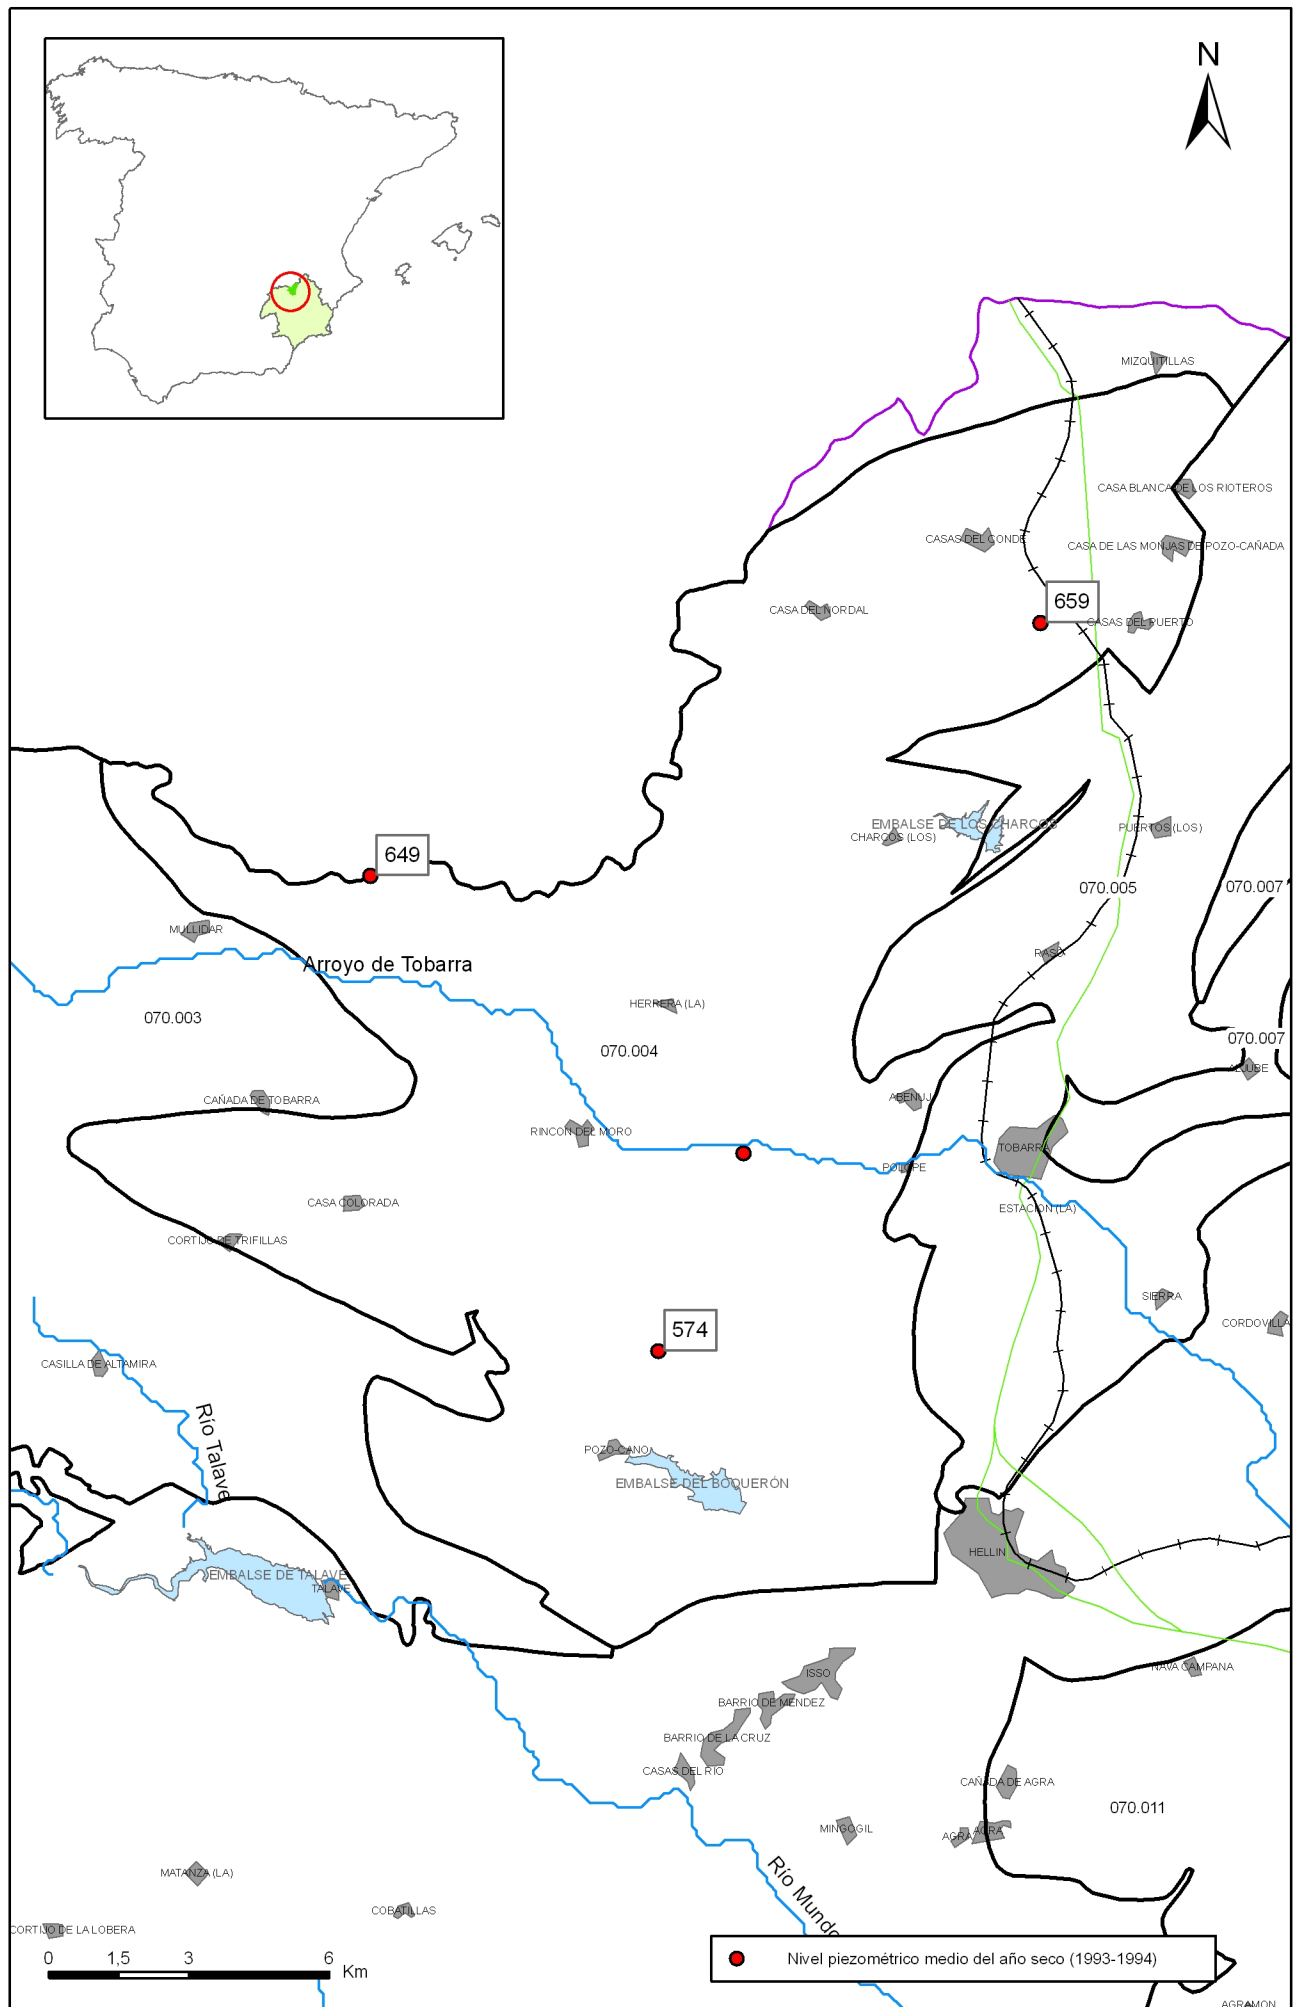 N
MIZQUITILLAS
CASA BLANCA DE LOS RIOTEROS
CASAS DEL CONDE
CASA DE LAS MONJAS DE POZO-CAÑADA
659
CASA DEL NORDAL
CASAS DEL PUERTO
EMBALSE DE LOS CHARCOS
CHARCOS (LOS)
PUERTOS (LOS)
649
070.005
070.007
MULLIDAR
RASO
Arroyo de Tobarra
HERRERA (LA)
070.003
070.004
070.007
ALJUBE
CAÑADA DE TOBARRA
ABENUJ
RINCON DEL MORO
TOBARRA
POLOPE
CASA COLORADA
ESTACION (LA)
CORTIJO DE TRIFILLAS
SIERRA
CORDOVILLA
574
CASILLA DE ALTAMIRA
Río Talave
POZO-CANO
EMBALSE DEL BOQUERÓN
HELLIN
EMBALSE DE TALAVE
TALAVE
ISSO
NAVA CAMPANA
BARRIO DE MENDEZ
BARRIO DE LA CRUZ
CASAS DEL RIO
CAÑADA DE AGRA
070.011
MINGOGIL
AGRA
AGRA
MATANZA (LA)
Río Mundo
COBATILLAS
CORTIJO DE LA LOBERA
0 1,5 3 6
Km
Nivel piezométrico medio del año seco (1993-1994)
AGRAMON